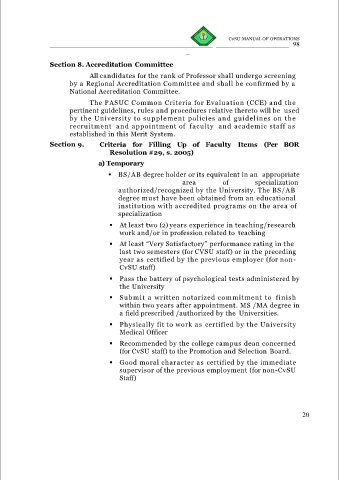 CvSU MANUAL OF OPERATIONS
98
Section 8. Accreditation Committee
All candidates for the rank of Professor shall undergo screening
by a Regional Accreditation Committee and shall be confirmed by a
National Accreditation Committee.
The PASUC Common Criteria for Evaluation (CCE) and the
pertinent guidelines, rules and procedures relative thereto will be used
by the University to supplement policies and guidelines on the
recruitment and appointment of faculty and academic staff as
established in this Merit System.
Section 9. Criteria for Filling Up of Faculty Items (Per BOR
Resolution #29, s. 2005)
a) Temporary
▪ BS/AB degree holder or its equivalent in an appropriate
area of specialization
authorized/recognized by the University. The BS/AB
degree must have been obtained from an educational
institution with accredited programs on the area of
specialization
▪ At least two (2) years experience in teaching/research
work and/or in profession related to teaching
▪ At least "Very Satisfactory" performance rating in the
last two semesters (for CVSU staff) or in the preceding
year as certified by the previous employer (for non-
CvSU staff)
▪ Pass the battery of psychological tests administered by
the University
▪ Submit a written notarized commitment to finish
within two years after appointment. MS /MA degree in
a field prescribed /authorized by the Universities.
▪ Physically fit to work as certified by the University
Medical Officer
▪ Recommended by the college campus dean concerned
(for CvSU staff) to the Promotion and Selection Board.
▪ Good moral character as certified by the immediate
supervisor of the previous employment (for non-CvSU
Staff)
20